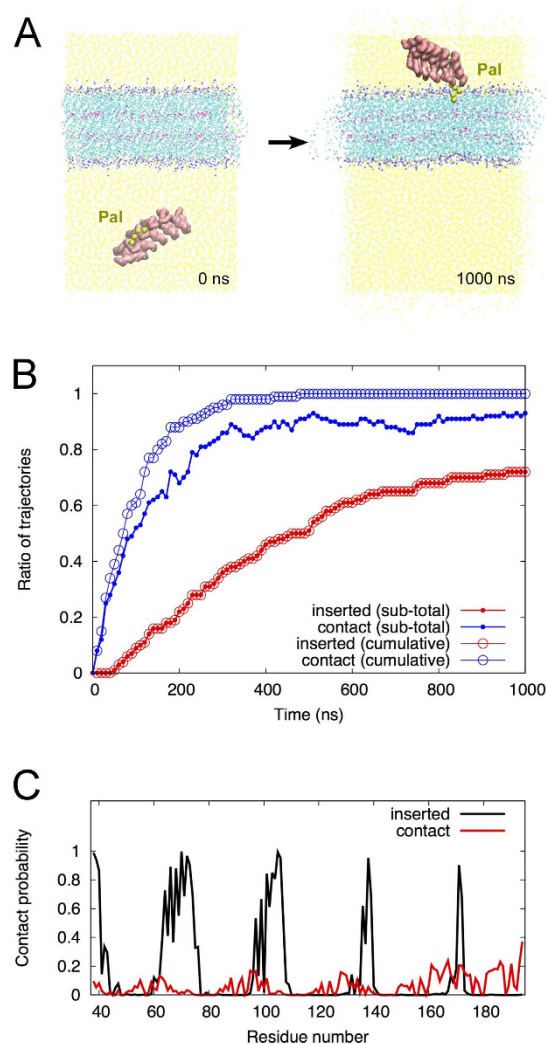 A
Pal
Pal
0 ns
1000 ns
B
Ratio of trajectories
1
0.8
0.6
0.4
0.2
0
inserted (sub-total)
contact (sub-total)
inserted (cumulative)
contact (cumulative)
0 200 400 600 800 1000
Time (ns)
C
Contact probability
1
0.8
0.6
0.4
0.2
0
inserted
contact
40 60 80 100 120 140 160 180
Residue number